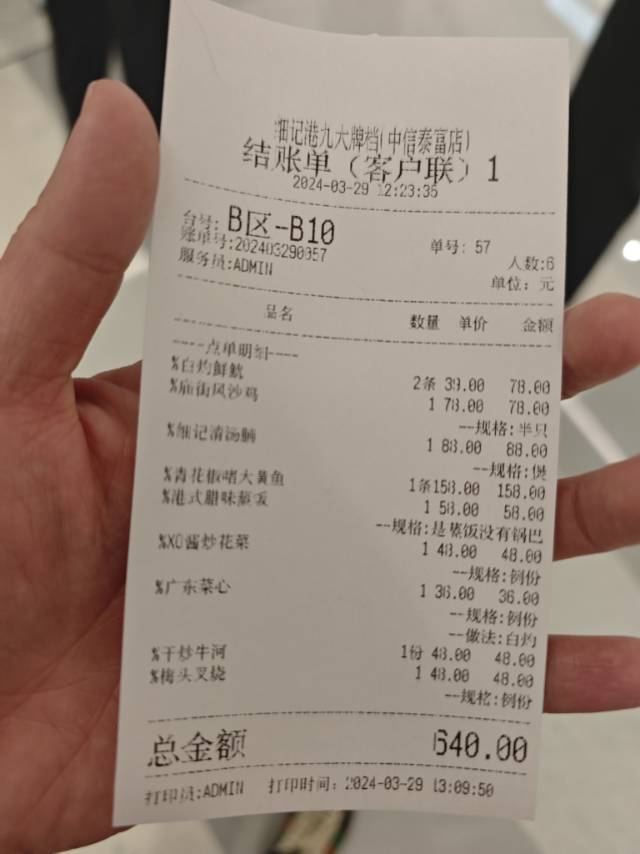 细记港九大牌档(中信泰富店)
结账单（客户联）1
2024-03-29 12:23:35
台号: B区-B10
账单号:202403290057 单号: 57
服务员:ADMIN 人数:6
单位: 元
品名 数量 单价 金额
----点单明细----
%白灼鲜鱿 2条 39.00 78.00
%庙街风沙鸡 1 78.00 78.00
--规格:半只
%细记清汤腩 1 88.00 88.00
--规格:煲
%青花椒啫大黄鱼 1条158.00 158.00
%港式腊味煲饭 1 58.00 58.00
--规格:是蒸饭没有锅巴
%XO酱炒花菜 1 48.00 48.00
--规格:例份
%广东菜心 1 36.00 36.00
--规格:例份
--做法:白灼
%干炒牛河 1份 48.00 48.00
%梅头叉烧 1 48.00 48.00
--规格:例份
总金额 640.00
打印员:ADMIN 打印时间: 2024-03-29 13:09:50